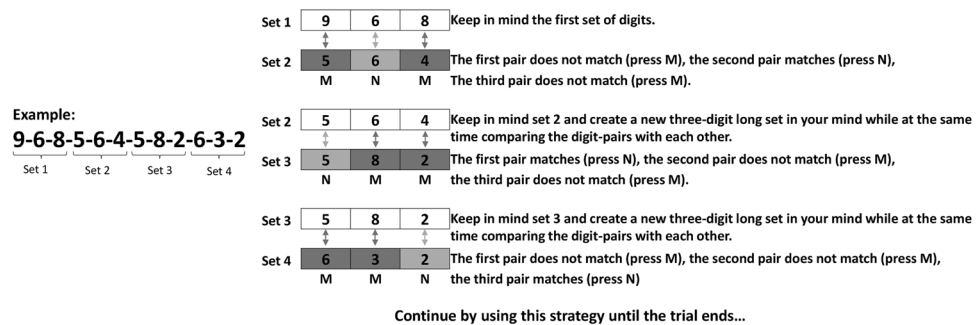 Set 1 9 6 8 Keep in mind the first set of digits.
Set 2 5 6 4 The first pair does not match (press M), the second pair matches (press N),
M N M The third pair does not match (press M).
Example:
9-6-8-5-6-4-5-8-2-6-3-2
Set 1 Set 2 Set 3 Set 4
Set 2 5 6 4 Keep in mind set 2 and create a new three-digit long set in your mind while at the same
time comparing the digit-pairs with each other.
Set 3 5 8 2 The first pair matches (press N), the second pair does not match (press M),
N M M the third pair does not match (press M).
Set 3 5 8 2 Keep in mind set 3 and create a new three-digit long set in your mind while at the same
time comparing the digit-pairs with each other.
Set 4 6 3 2 The first pair does not match (press M), the second pair does not match (press M),
M M N the third pair matches (press N)
Continue by using this strategy until the trial ends...